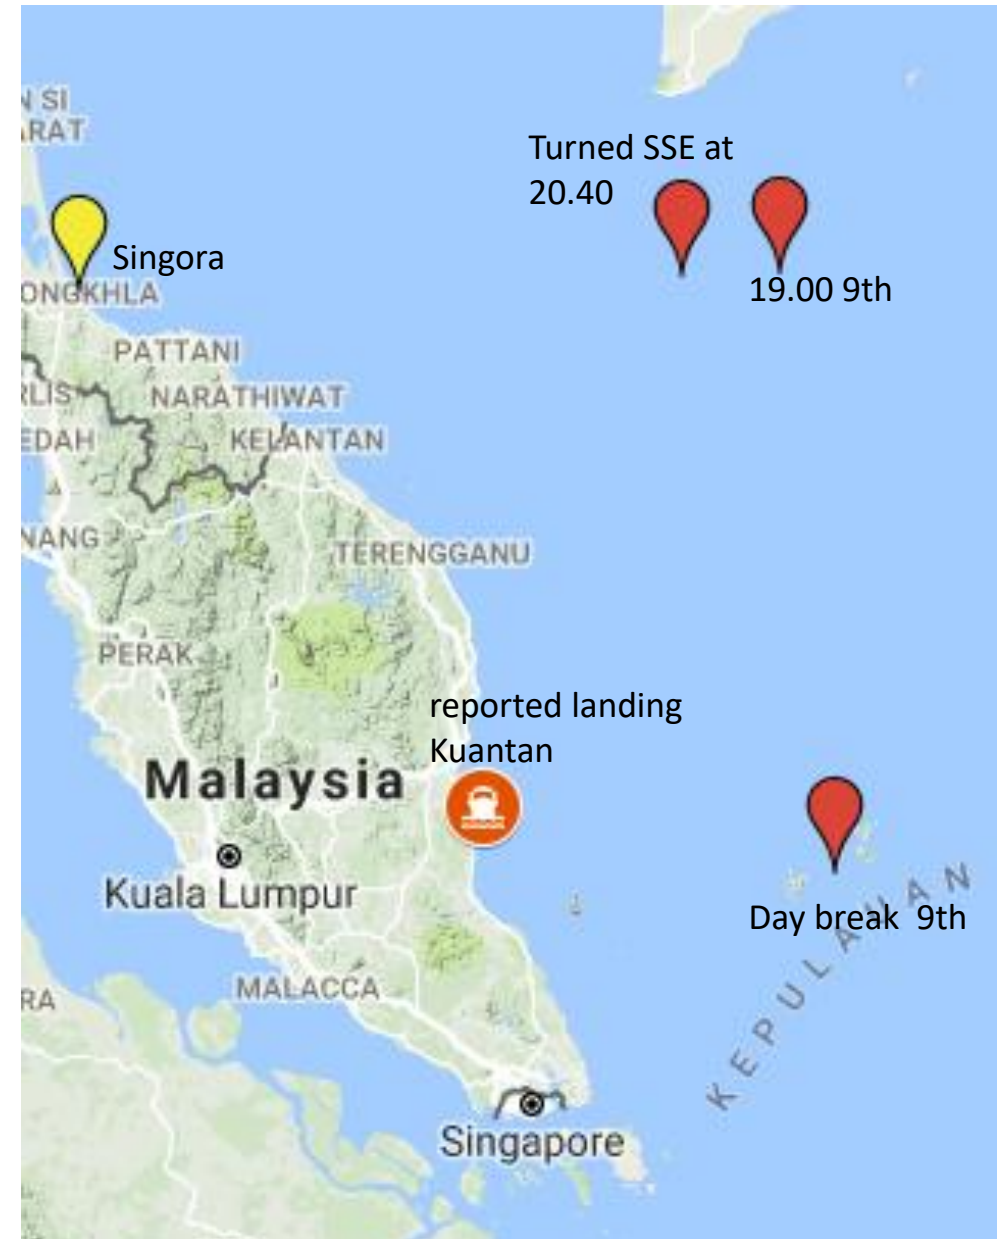 N SI
RAT
Turned SSE at
20.40
Singora
19.00 9th
ONGKHLA
PATTANI
RLIS
NARATHIWAT
EDAH
KELANTAN
NANG
TERENGGANU
PERAK
reported landing
Kuantan
Malaysia
Kuala Lumpur
Day break 9th
KEPULAUAN
MALACCA
RA
Singapore